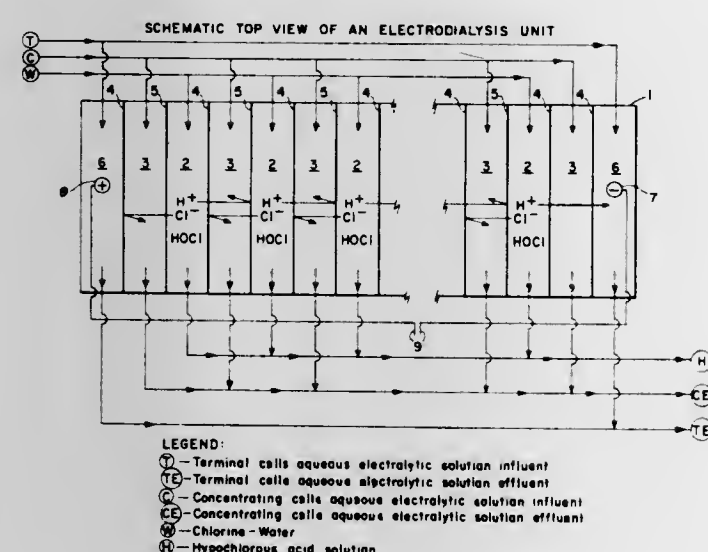 SCHEMATIC TOP VIEW OF AN ELECTRODIALYSIS UNIT
T
C
W
4 5 4 5 4 5 4 4 5 4 1
6 3 2 3 2 3 2 3 2 3 6
8 + − 7
H+ H+ H+ H+
Cl− Cl− Cl− Cl−
HOCl HOCl HOCl HOCl
9
H
CE
TE
LEGEND:
T — Terminal cells aqueous electrolytic solution influent
TE — Terminal cells aqueous electrolytic solution effluent
C — Concentrating cells aqueous electrolytic solution influent
CE — Concentrating cells aqueous electrolytic solution effluent
W — Chlorine - Water
H — Hypochlorous acid solution